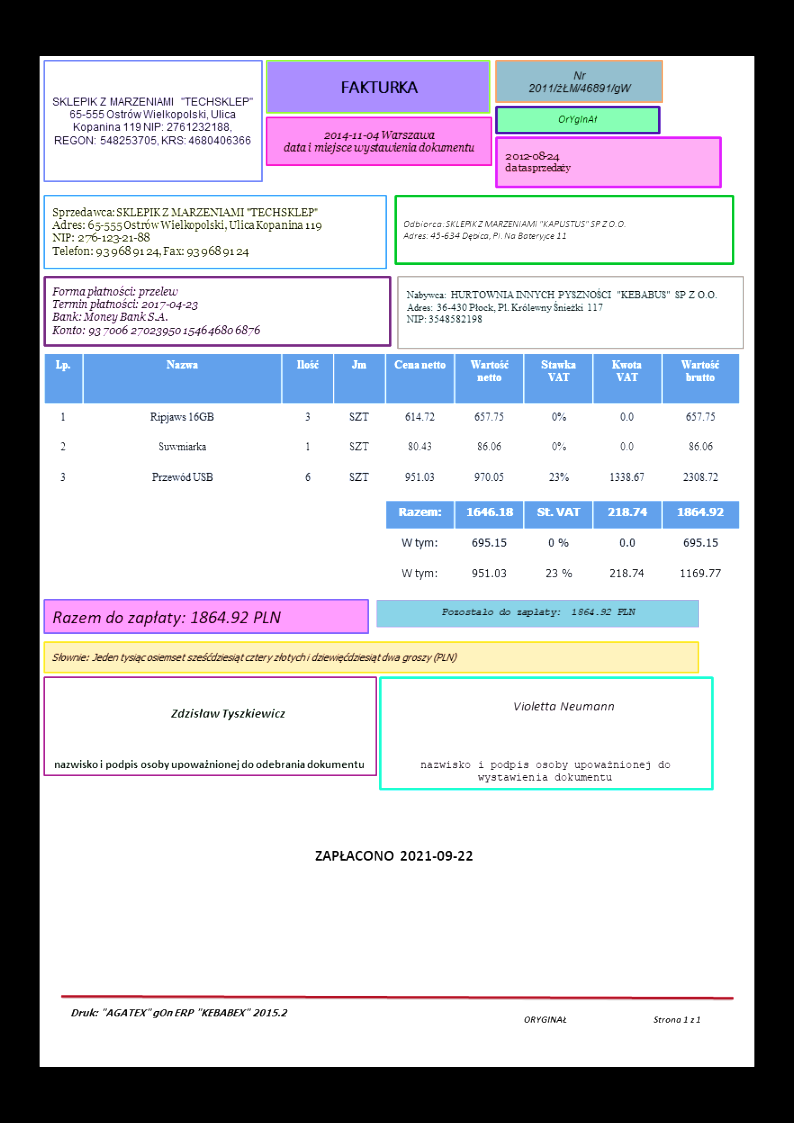 SKLEPIK Z MARZENIAMI "TECHSKLEP"
65-555 Ostrów Wielkopolski, Ulica
Kopanina 119 NIP: 2761232188,
REGON: 548253705, KRS: 4680406366
FAKTURKA
2014-11-04 Warszawa
data i miejsce wystawienia dokumentu
Nr
2011/żŁM/46891/gW
OrYgInAł
2012-08-24
data sprzedaży
Sprzedawca: SKLEPIK Z MARZENIAMI "TECHSKLEP"
Adres: 65-555 Ostrów Wielkopolski, Ulica Kopanina 119
NIP: 276-123-21-88
Telefon: 93 968 91 24, Fax: 93 968 91 24
Odbiorca: SKLEPIK Z MARZENIAMI "KAPUSTUS" SP Z O.O.
Adres: 45-634 Dębica, Pl. Na Bateryjce 11
Forma płatności: przelew
Termin płatności: 2017-04-23
Bank: Money Bank S.A.
Konto: 93 7006 2702 3950 1546 4680 6876
Nabywca: HURTOWNIA INNYCH PYSZNOŚCI "KEBABUS" SP Z O.O.
Adres: 36-430 Płock, Pl. Królewny Śnieżki 117
NIP: 3548582198
Lp. Nazwa Ilość Jm Cena netto Wartość netto Stawka VAT Kwota VAT Wartość brutto
1 Ripjaws 16GB 3 SZT 614.72 657.75 0% 0.0 657.75
2 Suwmiarka 1 SZT 80.43 86.06 0% 0.0 86.06
3 Przewód USB 6 SZT 951.03 970.05 23% 1338.67 2308.72
Razem: 1646.18 St. VAT 218.74 1864.92
W tym: 695.15 0 % 0.0 695.15
W tym: 951.03 23 % 218.74 1169.77
Razem do zapłaty: 1864.92 PLN
Pozostało do zapłaty: 1864.92 PLN
Słownie: Jeden tysiąc osiemset sześćdziesiąt cztery złotych i dziewięćdziesiąt dwa groszy (PLN)
Zdzisław Tyszkiewicz
nazwisko i podpis osoby upoważnionej do odebrania dokumentu
Violetta Neumann
nazwisko i podpis osoby upoważnionej do
wystawienia dokumentu
ZAPŁACONO 2021-09-22
Druk: "AGATEX" gOn ERP "KEBABEX" 2015.2
ORYGINAŁ
Strona 1 z 1